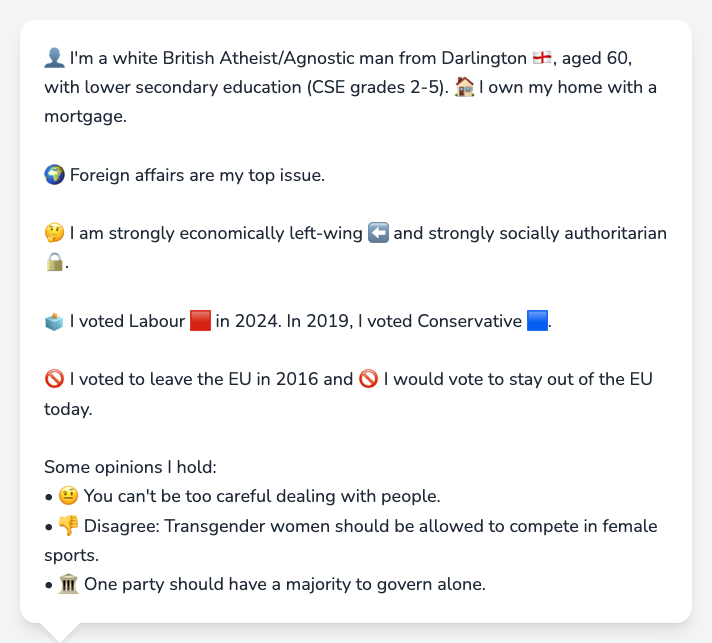 👤 I'm a white British Atheist/Agnostic man from Darlington 🏴󠁧󠁢󠁥󠁮󠁧󠁿, aged 60,
with lower secondary education (CSE grades 2-5). 🏠 I own my home with a
mortgage.
🌍 Foreign affairs are my top issue.
🤔 I am strongly economically left-wing ⬅️ and strongly socially authoritarian
🔒.
🗳️ I voted Labour 🟥 in 2024. In 2019, I voted Conservative 🟦.
🚫 I voted to leave the EU in 2016 and 🚫 I would vote to stay out of the EU
today.
Some opinions I hold:
• 🤨 You can't be too careful dealing with people.
• 👎 Disagree: Transgender women should be allowed to compete in female
sports.
• 🏛️ One party should have a majority to govern alone.